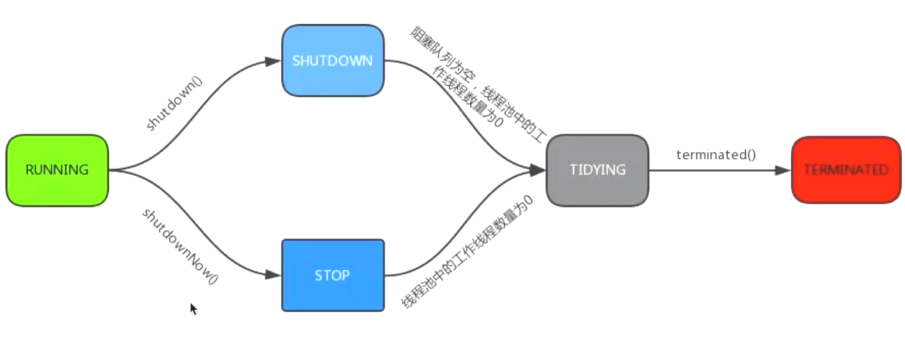 SHUTDOWN
阻塞队列为空，线程池中的工
作线程数量为0
shutdown()
RUNNING
TIDYING
terminated()
TERMINATED
shutdownNow()
STOP
线程池中的工作线程数量为0